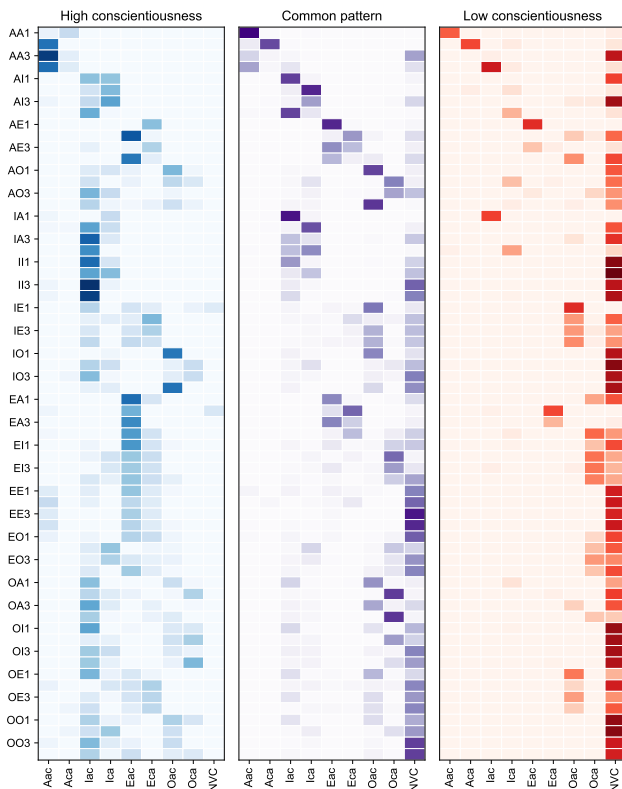 High conscientiousness
Common pattern
Low conscientiousness
AA1
AA3
AI1
AI3
AE1
AE3
AO1
AO3
IA1
IA3
II1
II3
IE1
IE3
IO1
IO3
EA1
EA3
EI1
EI3
EE1
EE3
EO1
EO3
OA1
OA3
OI1
OI3
OE1
OE3
OO1
OO3
Aac Aca Iac Ica Eac Eca Oac Oca NVC
Aac Aca Iac Ica Eac Eca Oac Oca NVC
Aac Aca Iac Ica Eac Eca Oac Oca NVC